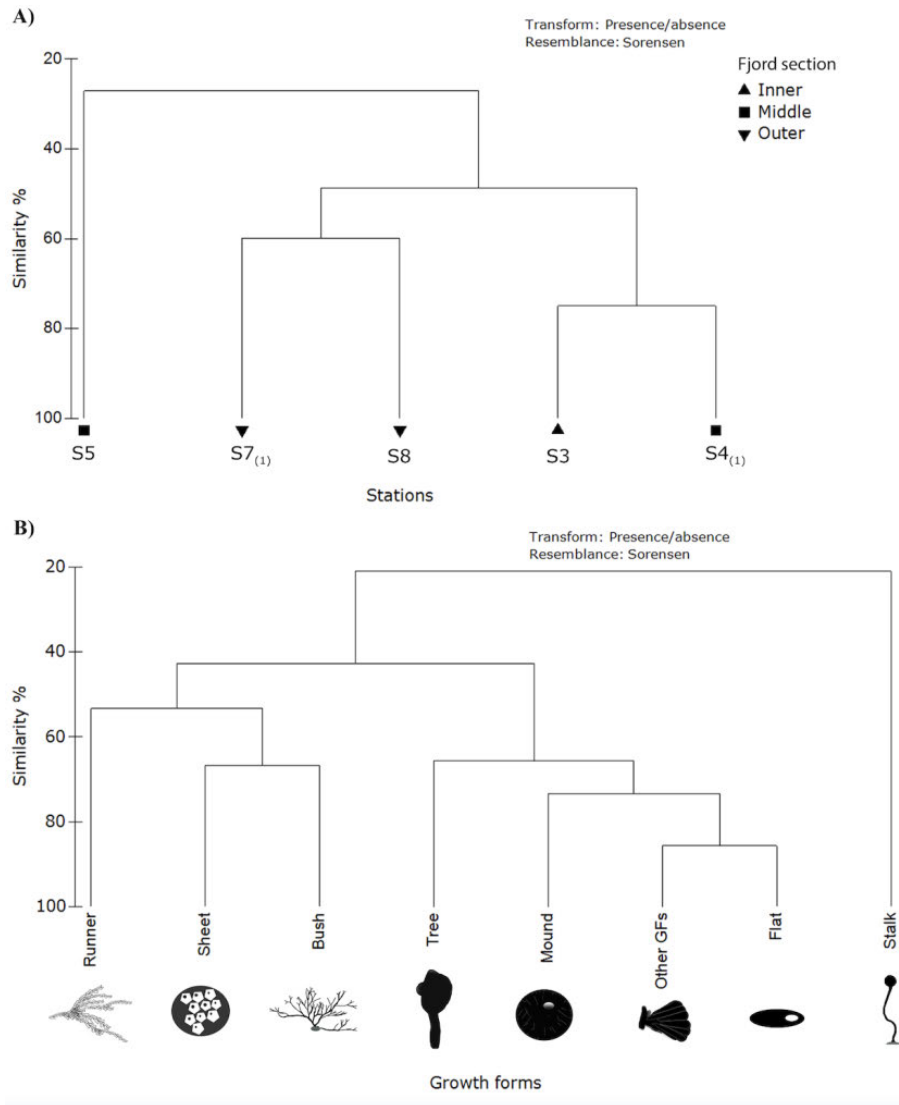 A)
Transform: Presence/absence
Resemblance: Sorensen
Fjord section
Inner
Middle
Outer
20
40
60
80
100
Similarity %
S5
S7(1)
S8
S3
S4(1)
Stations
B)
Transform: Presence/absence
Resemblance: Sorensen
20
40
60
80
100
Similarity %
Runner
Sheet
Bush
Tree
Mound
Other GFs
Flat
Stalk
Growth forms